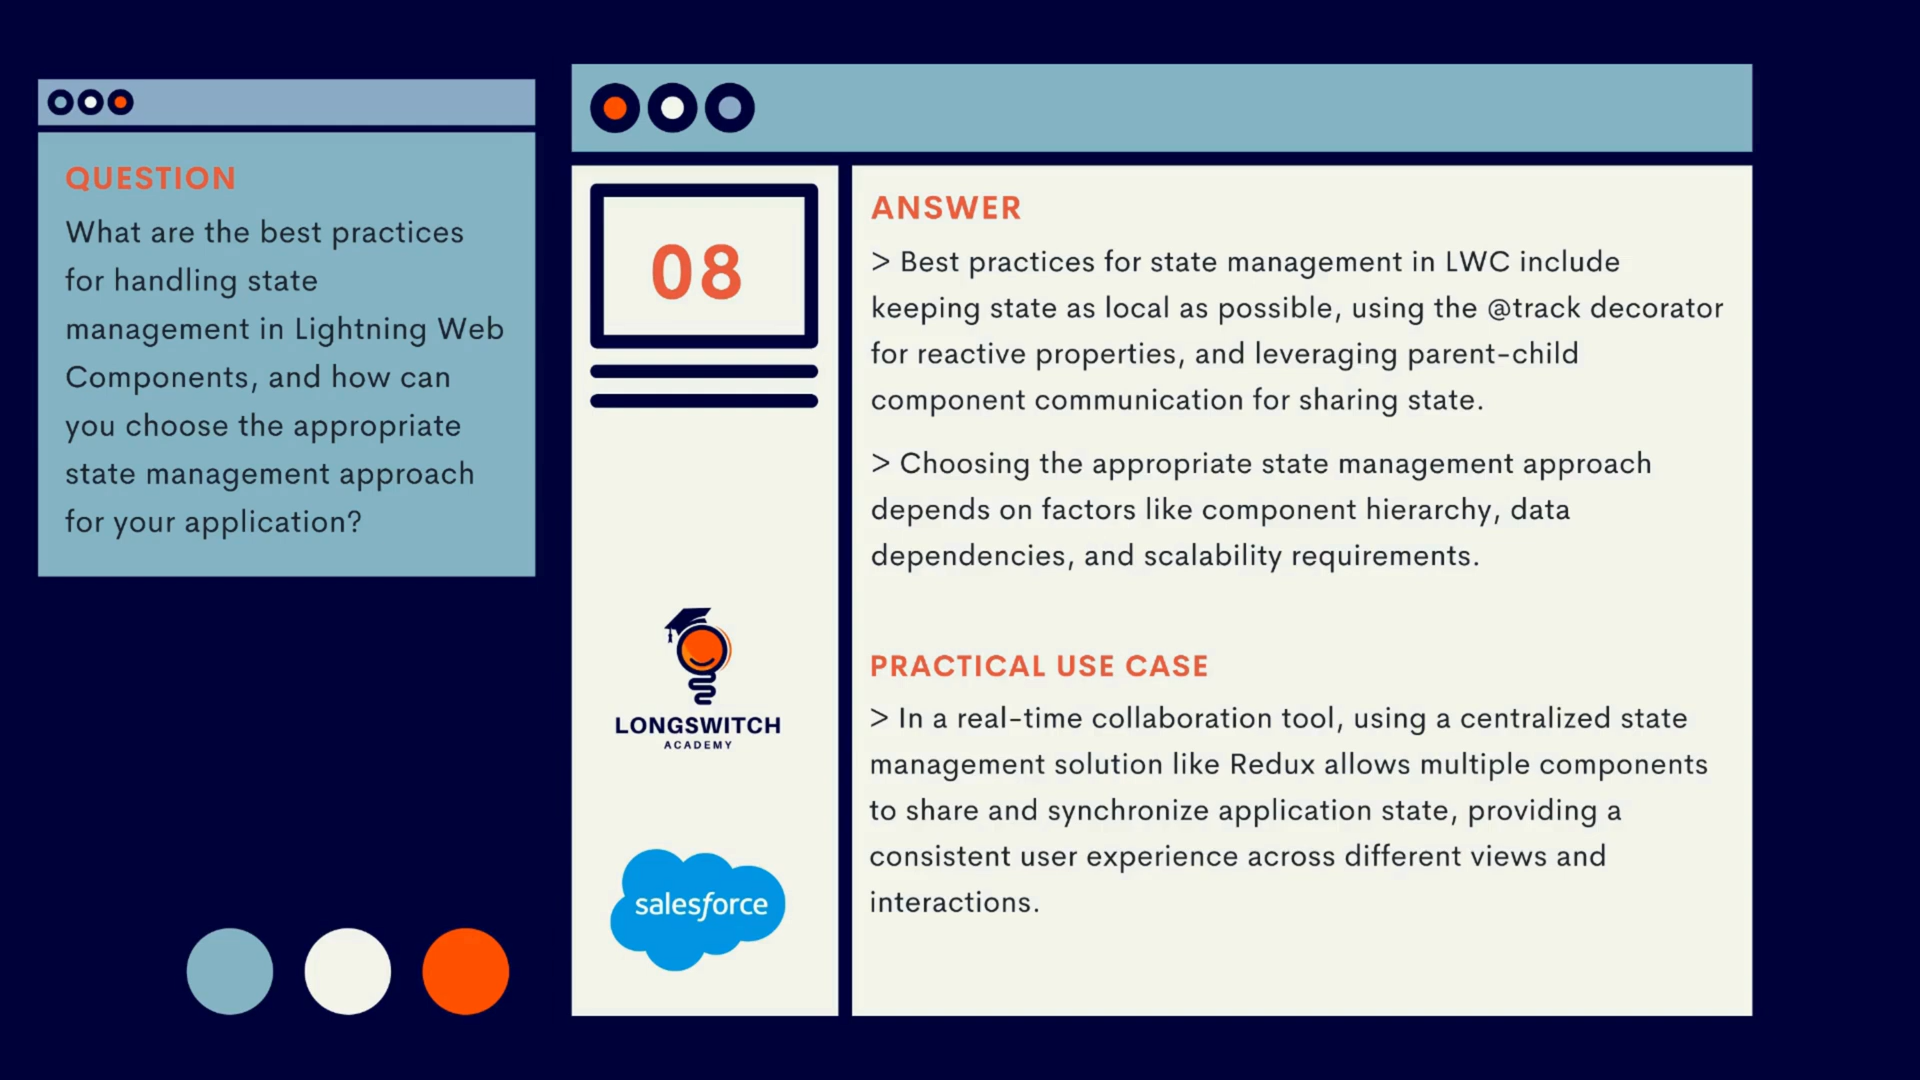 QUESTION
What are the best practices
for handling state
management in Lightning Web
Components, and how can
you choose the appropriate
state management approach
for your application?
08
LONGSWITCH
ACADEMY
salesforce
ANSWER
> Best practices for state management in LWC include
keeping state as local as possible, using the @track decorator
for reactive properties, and leveraging parent-child
component communication for sharing state.
> Choosing the appropriate state management approach
depends on factors like component hierarchy, data
dependencies, and scalability requirements.
PRACTICAL USE CASE
> In a real-time collaboration tool, using a centralized state
management solution like Redux allows multiple components
to share and synchronize application state, providing a
consistent user experience across different views and
interactions.